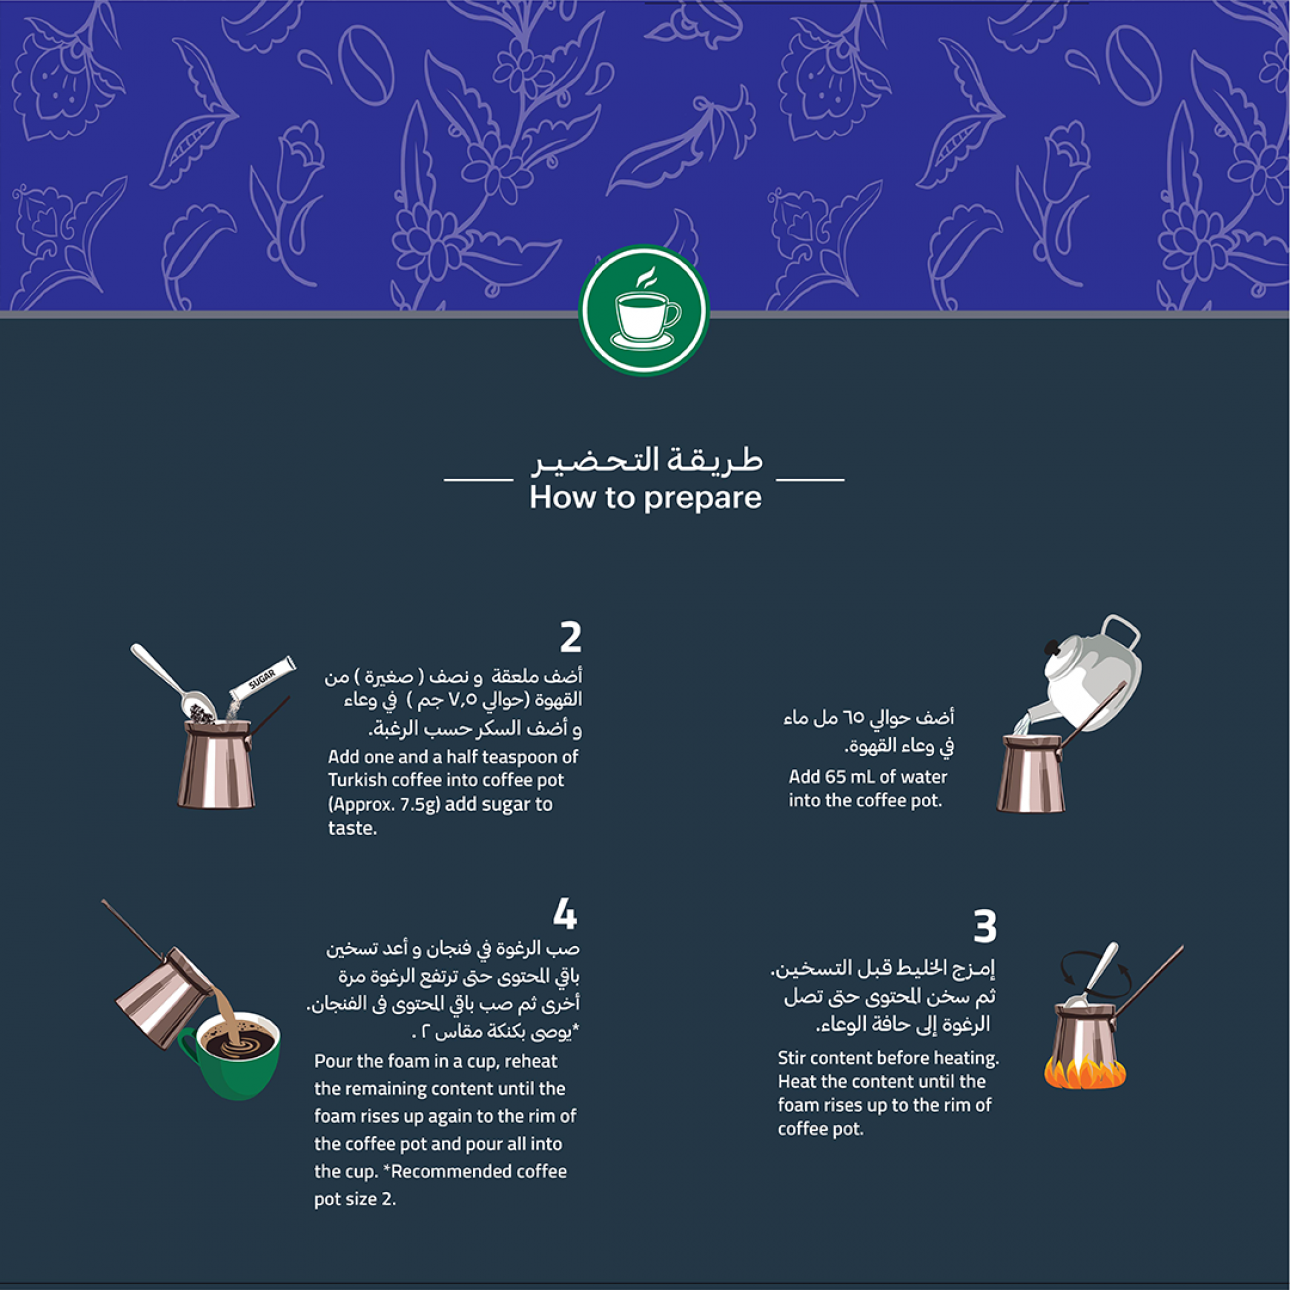 طريقة التحضير
How to prepare
أضف حوالي ٦٥ مل ماء
في وعاء القهوة.
Add 65 mL of water
into the coffee pot.
2
أضف ملعقة و نصف ( صغيرة ) من
القهوة (حوالي ٧,٥ جم ) في وعاء
و أضف السكر حسب الرغبة.
Add one and a half teaspoon of
Turkish coffee into coffee pot
(Approx. 7.5g) add sugar to
taste.
SUGAR
3
إمزج الخليط قبل التسخين.
ثم سخن المحتوى حتى تصل
الرغوة إلى حافة الوعاء.
Stir content before heating.
Heat the content until the
foam rises up to the rim of
coffee pot.
4
صب الرغوة في فنجان و أعد تسخين
باقي المحتوى حتى ترتفع الرغوة مرة
أخرى ثم صب باقي المحتوى فى الفنجان.
*يوصى بكنكة مقاس ٢ .
Pour the foam in a cup, reheat
the remaining content until the
foam rises up again to the rim of
the coffee pot and pour all into
the cup. *Recommended coffee
pot size 2.